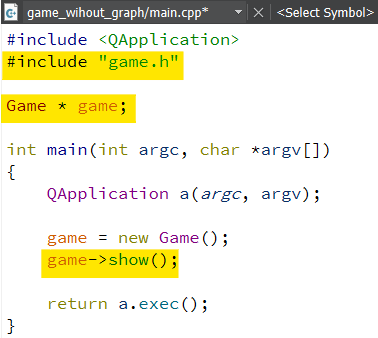 game_wihout_graph/main.cpp* <Select Symbol>
#include <QApplication>
#include "game.h"
Game * game;
int main(int argc, char *argv[])
{
QApplication a(argc, argv);
game = new Game();
game->show();
return a.exec();
}